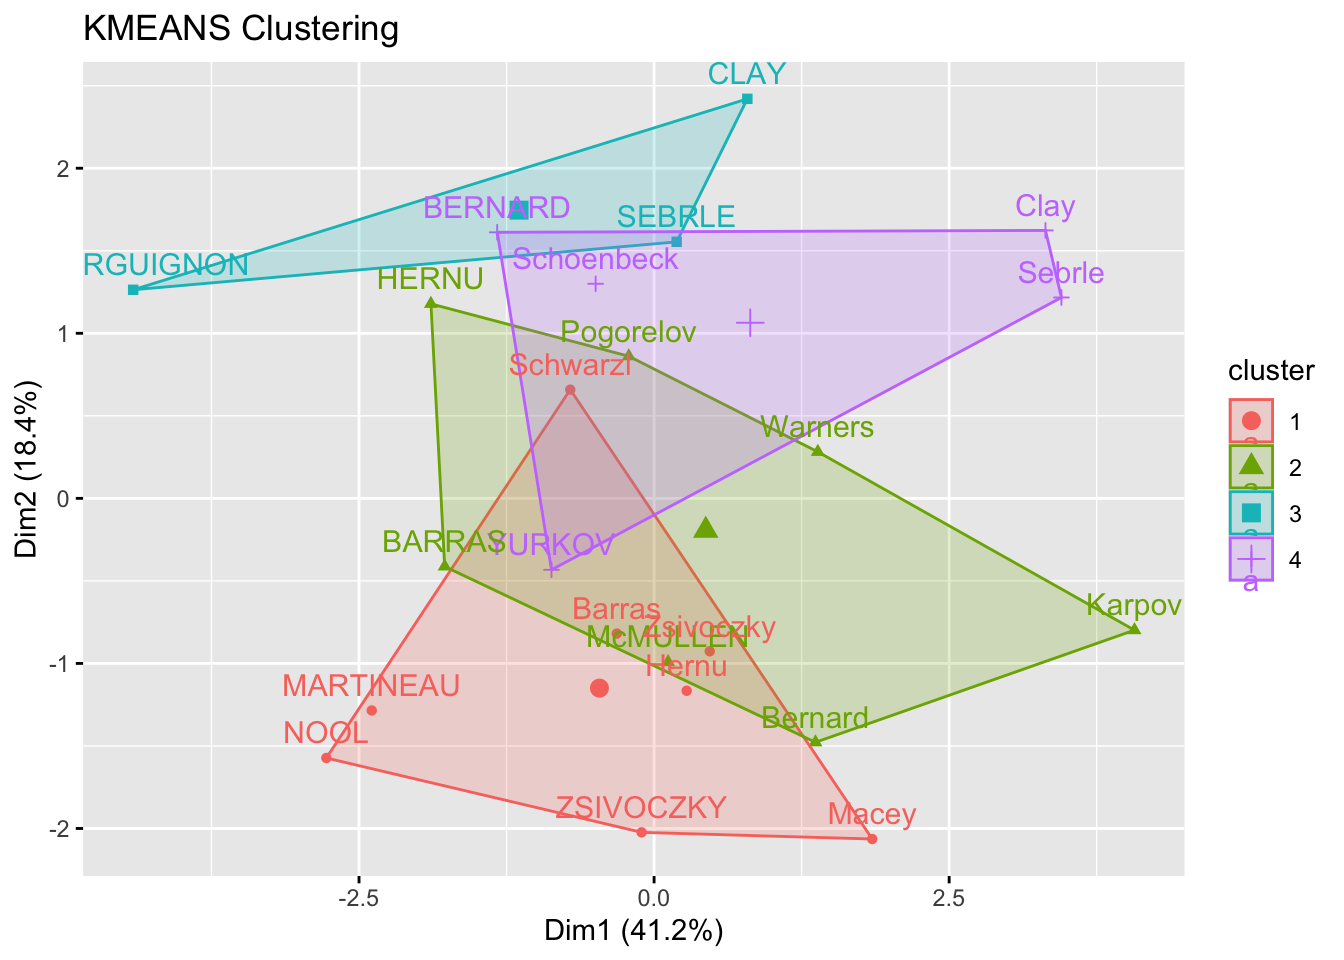 KMEANS Clustering
CLAY
BERNARD
SEBRLE
Clay
RGUIGNON
Schoenbeck
Sebrle
HERNU
Pogorelov
Schwarzl
Warners
BARRAS
YURKOV
Barras
Zsivoczky
Karpov
McMULLEN
Hernu
MARTINEAU
NOOL
Bernard
ZSIVOCZKY
Macey
2
1
0
-1
-2
-2.5 0.0 2.5
Dim1 (41.2%)
Dim2 (18.4%)
cluster
a 1
a 2
a 3
a 4